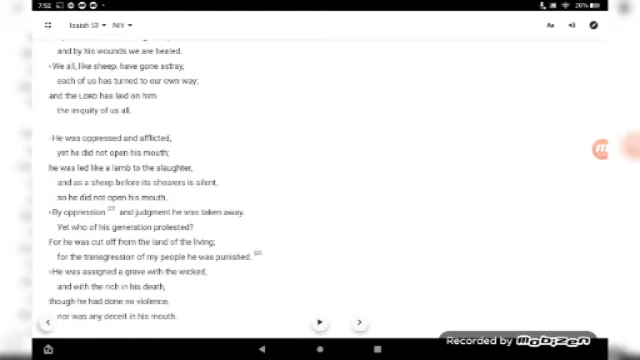 7:52
26%
Isaiah 53 NIV
Aa
and by his wounds we are healed.
We all, like sheep, have gone astray,
each of us has turned to our own way;
and the LORD has laid on him
the iniquity of us all.
He was oppressed and afflicted,
yet he did not open his mouth;
he was led like a lamb to the slaughter,
and as a sheep before its shearers is silent,
so he did not open his mouth.
By oppression and judgment he was taken away.
Yet who of his generation protested?
For he was cut off from the land of the living;
for the transgression of my people he was punished.
He was assigned a grave with the wicked,
and with the rich in his death,
though he had done no violence,
nor was any deceit in his mouth.
Recorded by Mobizen